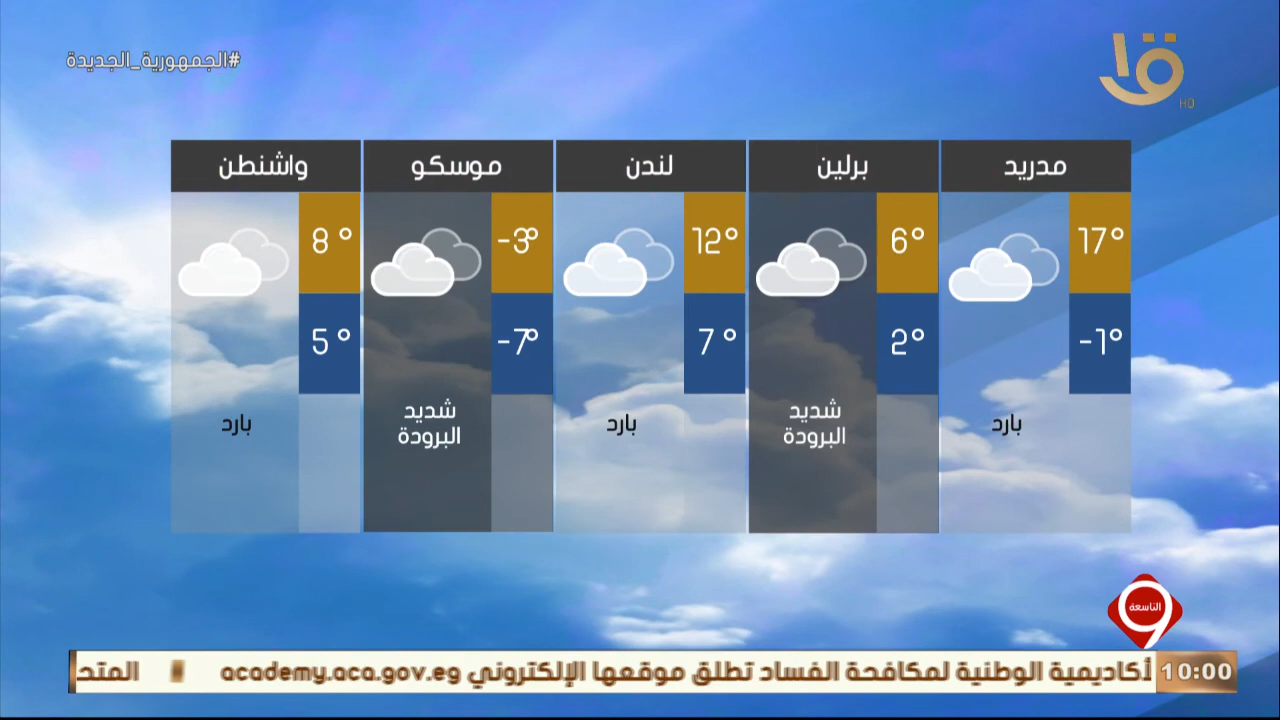 #الجمهورية_الجديدة
HD
مدريد
17°
-1°
بارد
برلين
6°
2°
شديد
البرودة
لندن
12°
7°
بارد
موسكو
-3°
-7°
شديد
البرودة
واشنطن
8°
5°
بارد
التاسعة
9
10:00
أكاديمية الوطنية لمكافحة الفساد تطلق موقعها الإلكتروني academy.aca.gov.eg المتحد